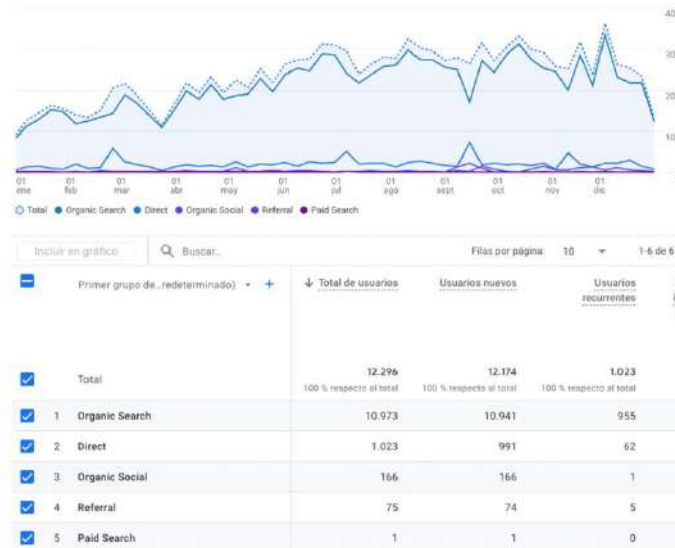 40
30
20
10
01 01 01 01 01 01 01 01 01 01 01 01
ene feb mar abr may jun jul ago sept oct nov dic
Total Organic Search Direct Organic Social Referral Paid Search
Incluir en gráfico Buscar... Filas por página: 10 1-6 de 6
Primer grupo de...redeterminado) + ↓ Total de usuarios Usuarios nuevos Usuarios
recurrentes
Total 12.296 12.174 1.023
100 % respecto al total 100 % respecto al total 100 % respecto al total
1 Organic Search 10.973 10.941 955
2 Direct 1.023 991 62
3 Organic Social 166 166 1
4 Referral 75 74 5
5 Paid Search 1 1 0